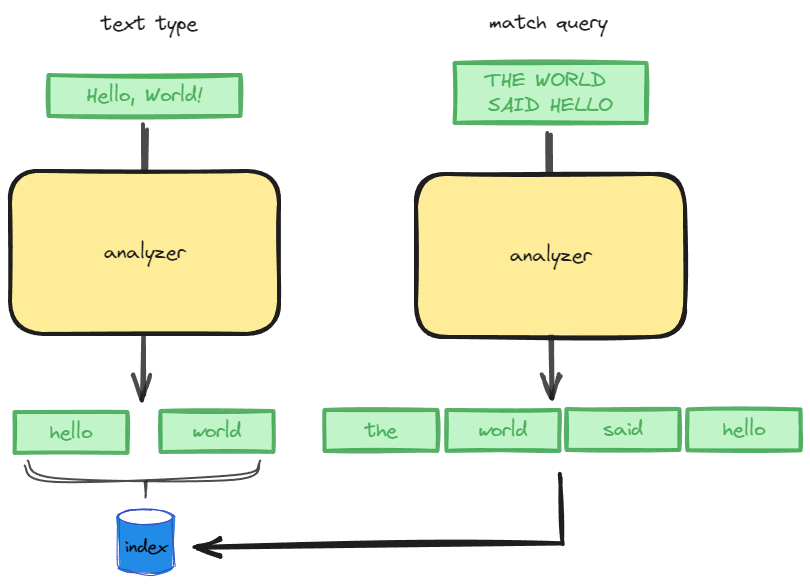 text type
match query
Hello, World!
THE WORLD
SAID HELLO
analyzer
analyzer
hello
world
the
world
said
hello
index